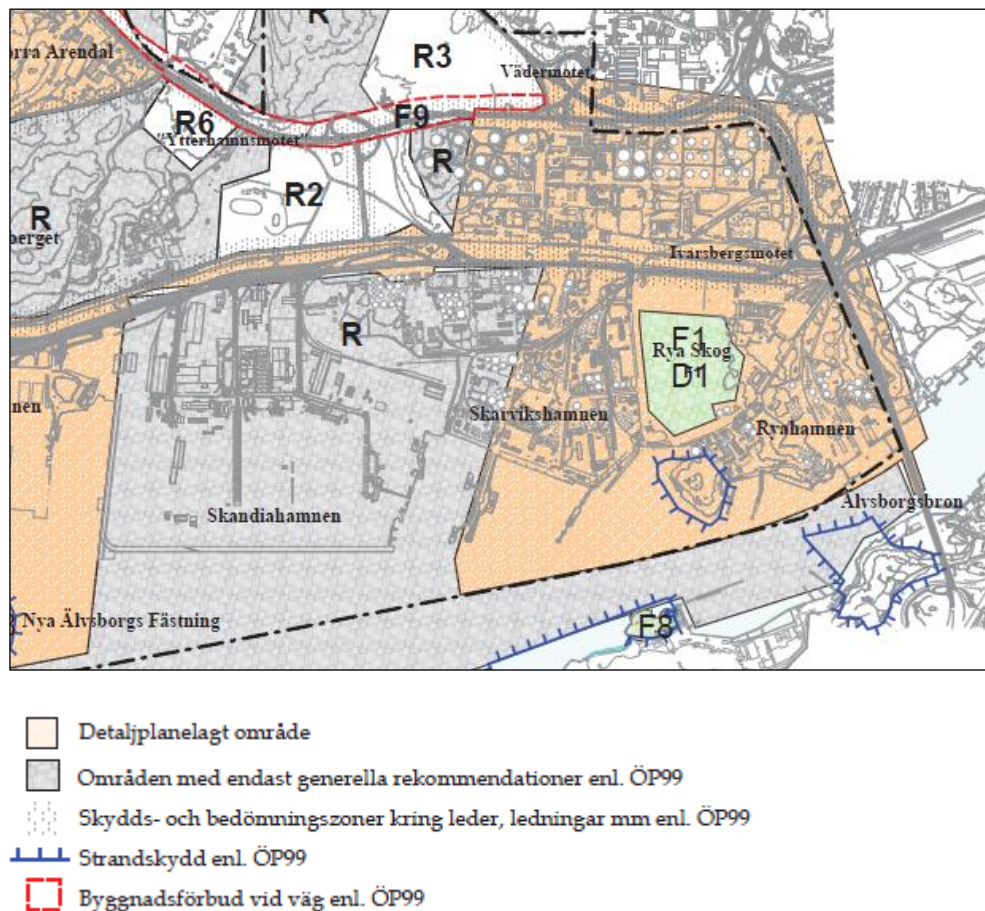 R
R3
orra Arendal
Vädermotet
F9
R6
"Ytterhamnsmotet
R
R2
R
berget
Ivarsbergsmotet
R
F1
Rya Skog
D1
nen
Skarvikshamnen
Ryahamnen
Skandiahamnen
Älvsborgsbron
Nya Älvsborgs Fästning
F8
Detaljplanelagt område
Områden med endast generella rekommendationer enl. ÖP99
Skydds- och bedömningszoner kring leder, ledningar mm enl. ÖP99
Strandskydd enl. ÖP99
Byggnadsförbud vid väg enl. ÖP99